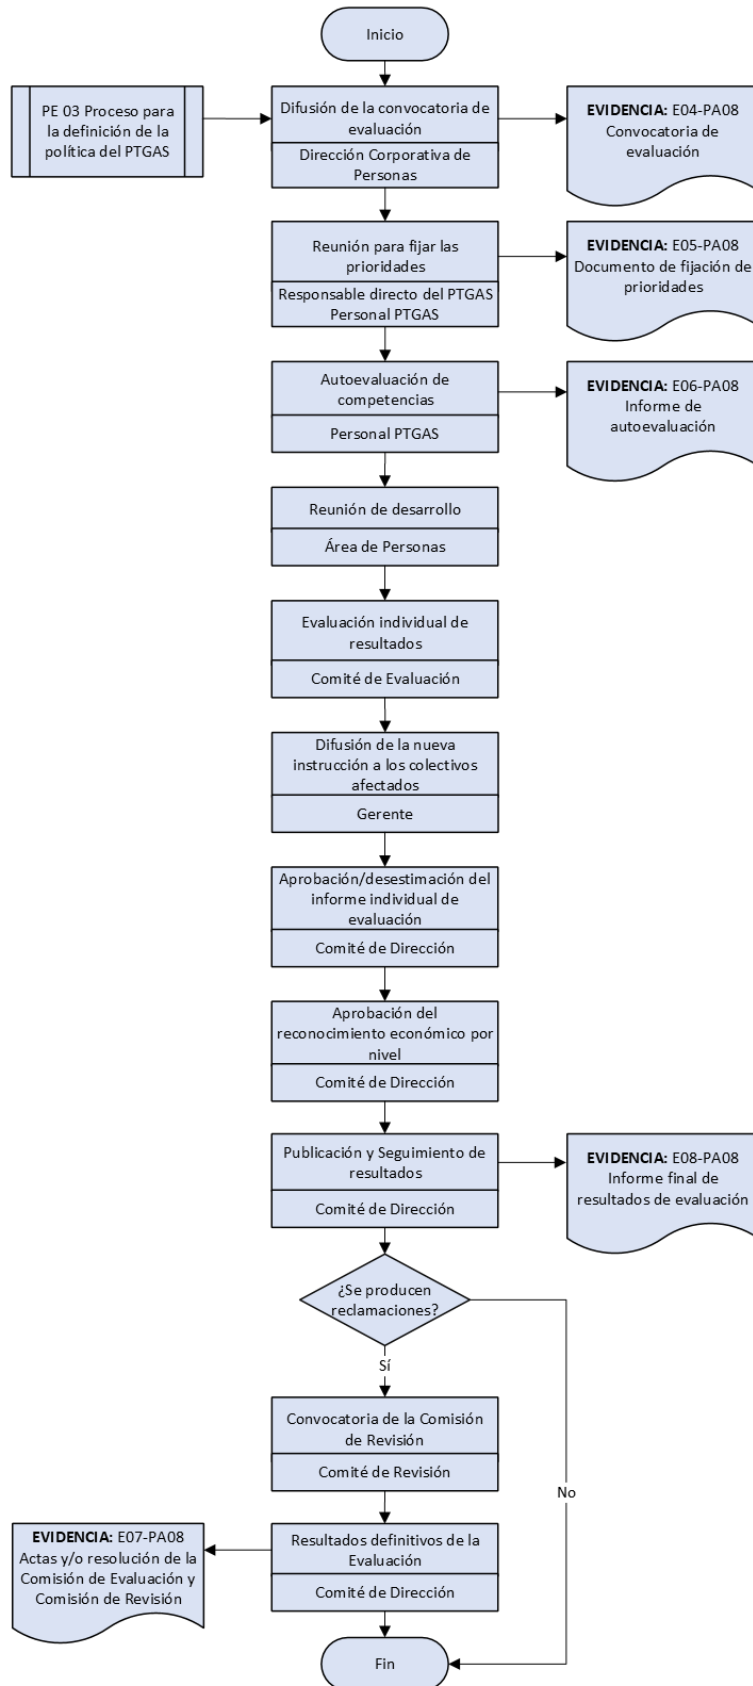 Inicio
PE 03 Proceso para
la definición de la
política del PTGAS
Difusión de la convocatoria de
evaluación
Dirección Corporativa de
Personas
EVIDENCIA: E04-PA08
Convocatoria de
evaluación
Reunión para fijar las
prioridades
Responsable directo del PTGAS
Personal PTGAS
EVIDENCIA: E05-PA08
Documento de fijación de
prioridades
Autoevaluación de
competencias
Personal PTGAS
EVIDENCIA: E06-PA08
Informe de
autoevaluación
Reunión de desarrollo
Área de Personas
Evaluación individual de
resultados
Comité de Evaluación
Difusión de la nueva
instrucción a los colectivos
afectados
Gerente
Aprobación/desestimación del
informe individual de
evaluación
Comité de Dirección
Aprobación del
reconocimiento económico por
nivel
Comité de Dirección
Publicación y Seguimiento de
resultados
Comité de Dirección
EVIDENCIA: E08-PA08
Informe final de
resultados de evaluación
¿Se producen
reclamaciones?
Sí
Convocatoria de la Comisión
de Revisión
Comité de Revisión
No
EVIDENCIA: E07-PA08
Actas y/o resolución de la
Comisión de Evaluación y
Comisión de Revisión
Resultados definitivos de la
Evaluación
Comité de Dirección
Fin